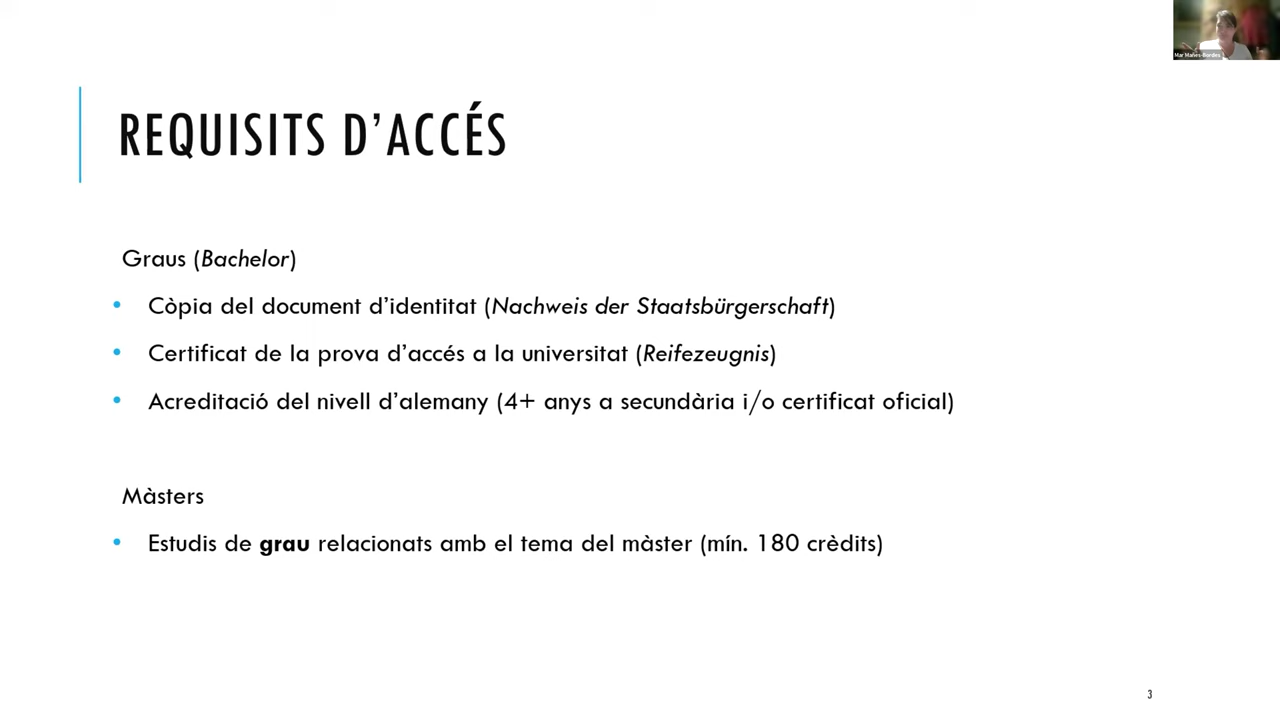 REQUISITS D’ACCÉS
Graus (Bachelor)
• Còpia del document d’identitat (Nachweis der Staatsbürgerschaft)
• Certificat de la prova d’accés a la universitat (Reifezeugnis)
• Acreditació del nivell d’alemany (4+ anys a secundària i/o certificat oficial)
Màsters
• Estudis de grau relacionats amb el tema del màster (mín. 180 crèdits)
3